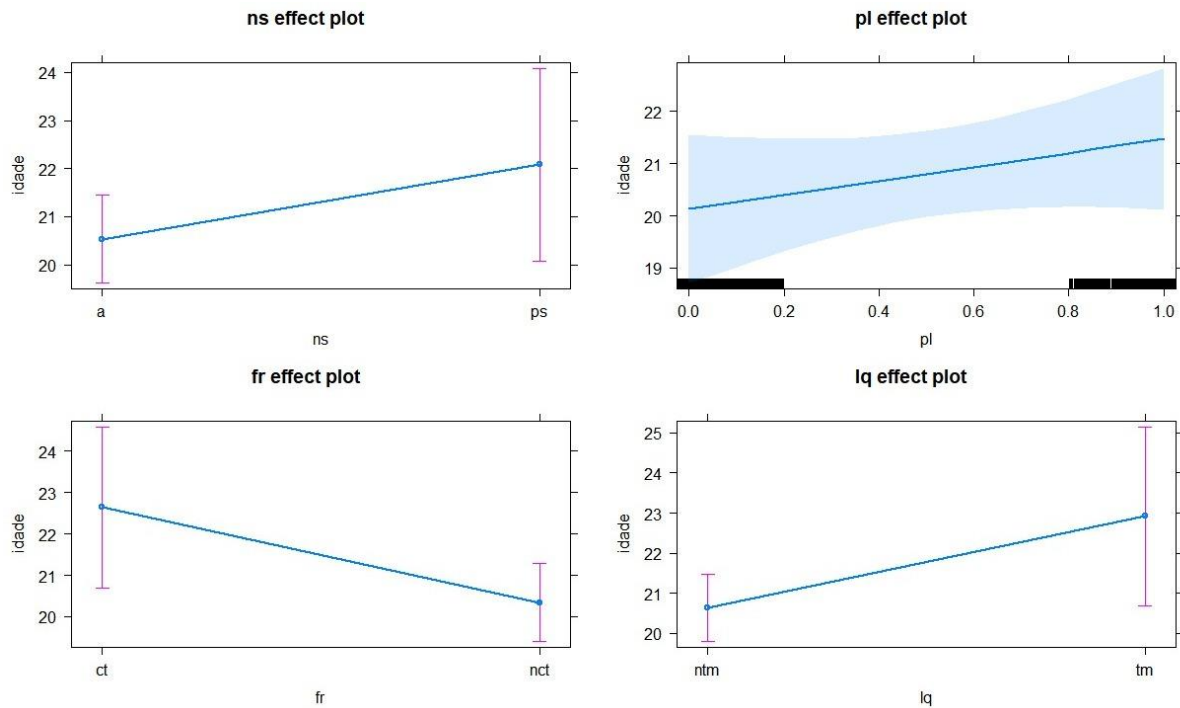 ns effect plot
24
23
22
21
20
idade
a
ps
ns
pl effect plot
22
21
20
19
idade
0.0 0.2 0.4 0.6 0.8 1.0
pl
fr effect plot
24
23
22
21
20
idade
ct
nct
fr
lq effect plot
25
24
23
22
21
20
idade
ntm
tm
lq